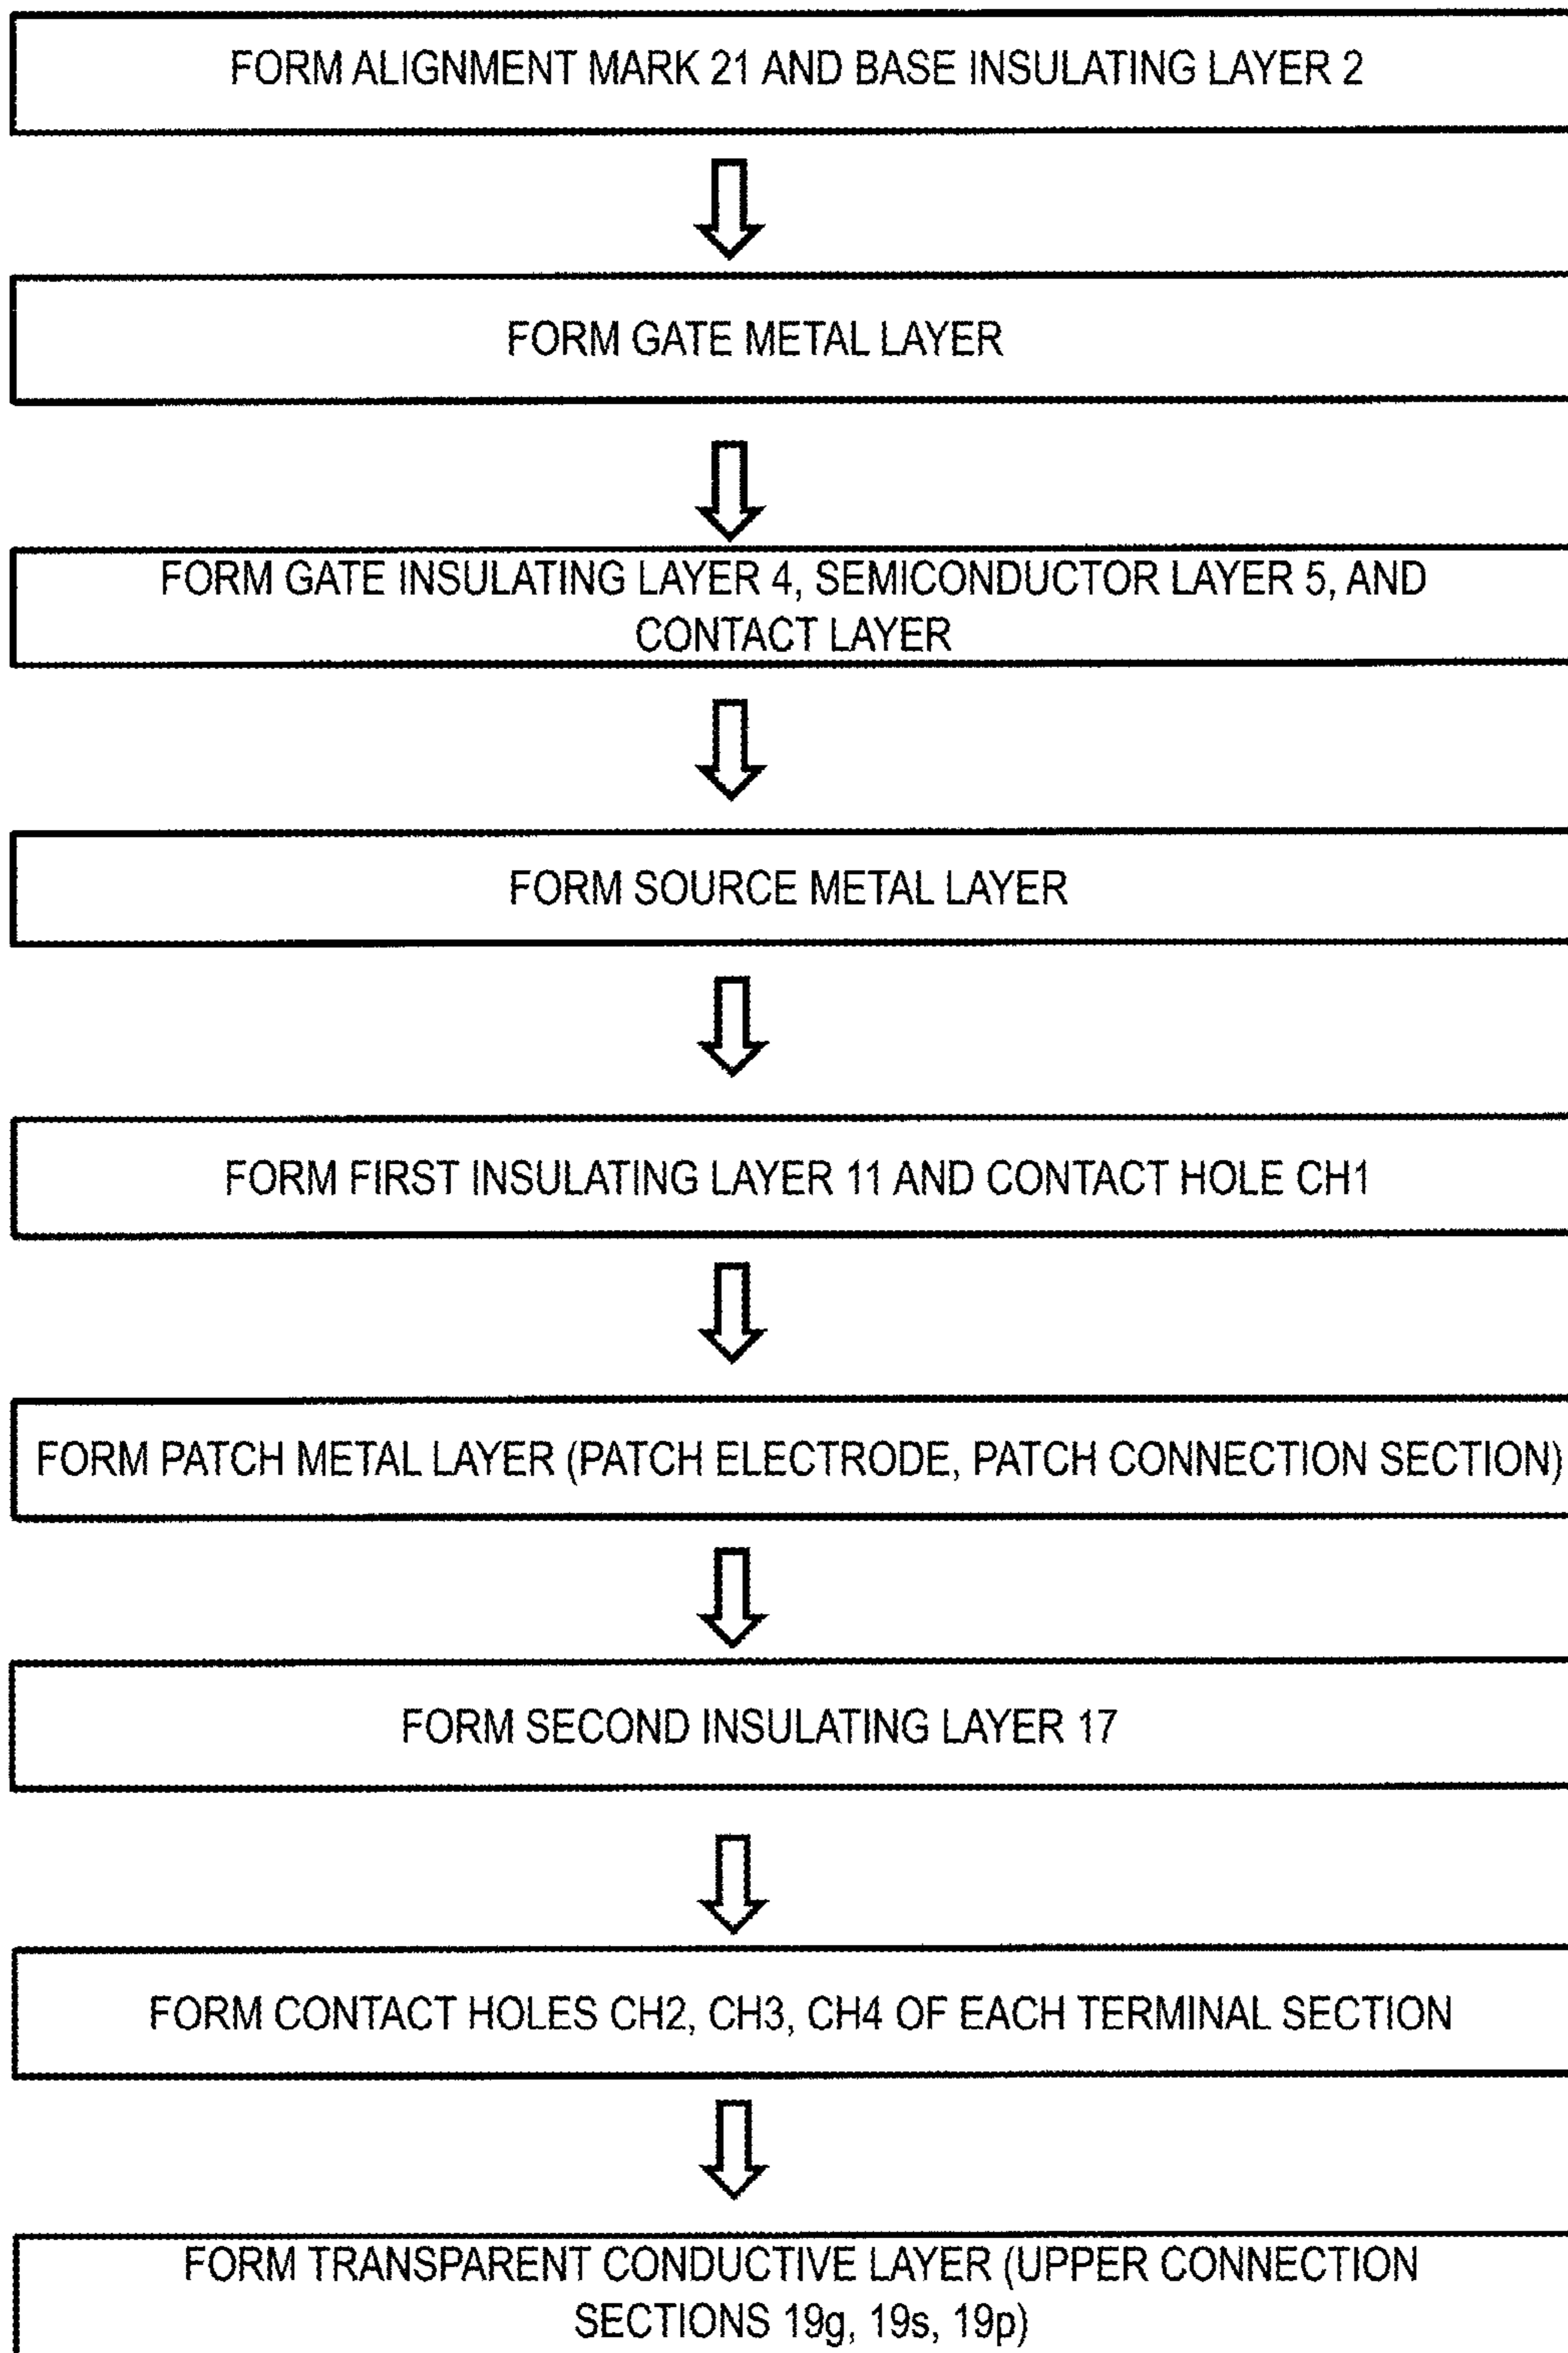 FORM ALIGNMENT MARK 21 AND BASE INSULATING LAYER 2
FORM GATE METAL LAYER
FORM GATE INSULATING LAYER 4, SEMICONDUCTOR LAYER 5, AND
CONTACT LAYER
FORM SOURCE METAL LAYER
FORM FIRST INSULATING LAYER 11 AND CONTACT HOLE CH1
FORM PATCH METAL LAYER (PATCH ELECTRODE, PATCH CONNECTION SECTION)
FORM SECOND INSULATING LAYER 17
FORM CONTACT HOLES CH2, CH3, CH4 OF EACH TERMINAL SECTION
FORM TRANSPARENT CONDUCTIVE LAYER (UPPER CONNECTION
SECTIONS 19g, 19s, 19p)